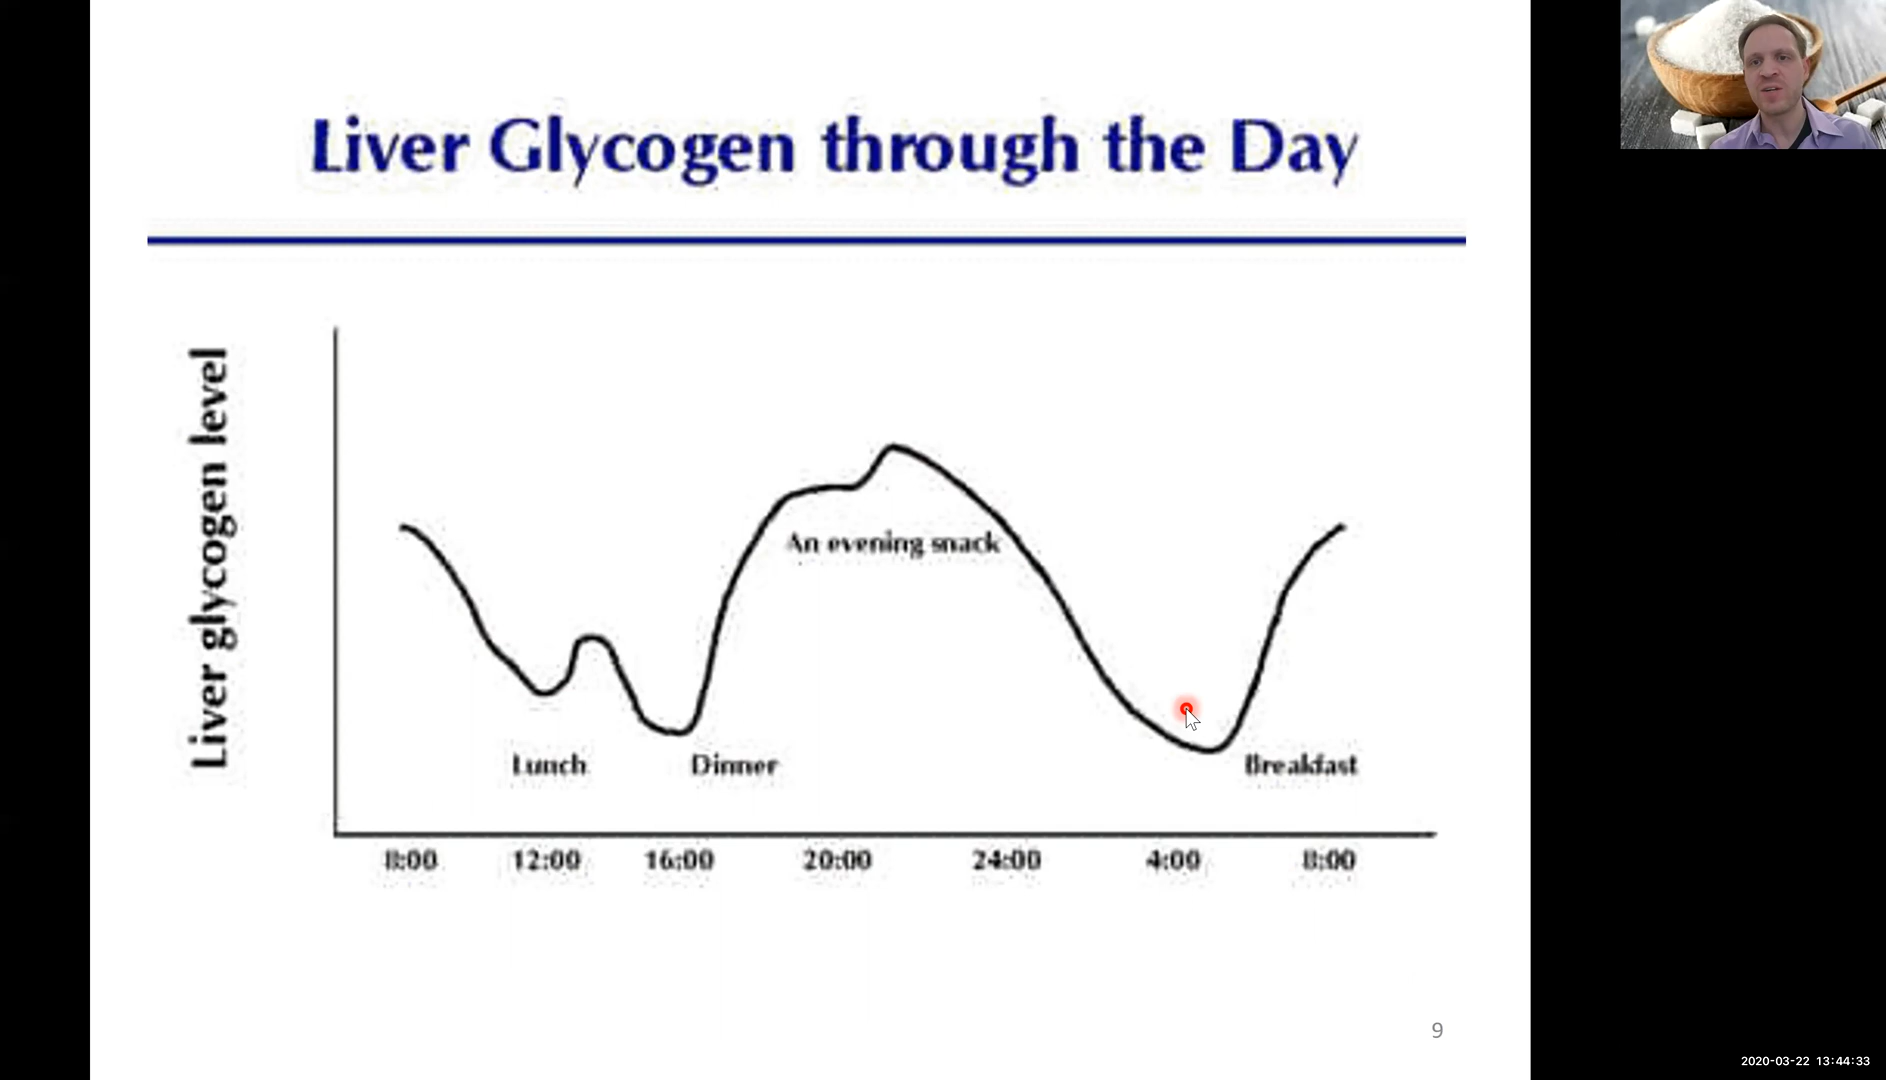 Liver Glycogen through the Day
Liver glycogen level
An evening snack
Lunch
Dinner
Breakfast
8:00
12:00
16:00
20:00
24:00
4:00
8:00
9
2020-03-22 13:44:33